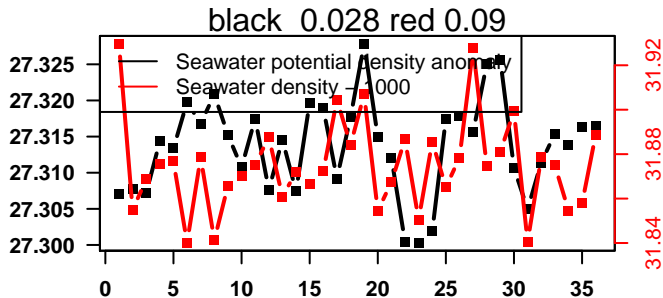 black 0.028 red 0.09
Seawater potential density anomaly
Seawater density - 1000
27.325
27.320
27.315
27.310
27.305
27.300
31.92
31.88
31.84
0 5 10 15 20 25 30 35